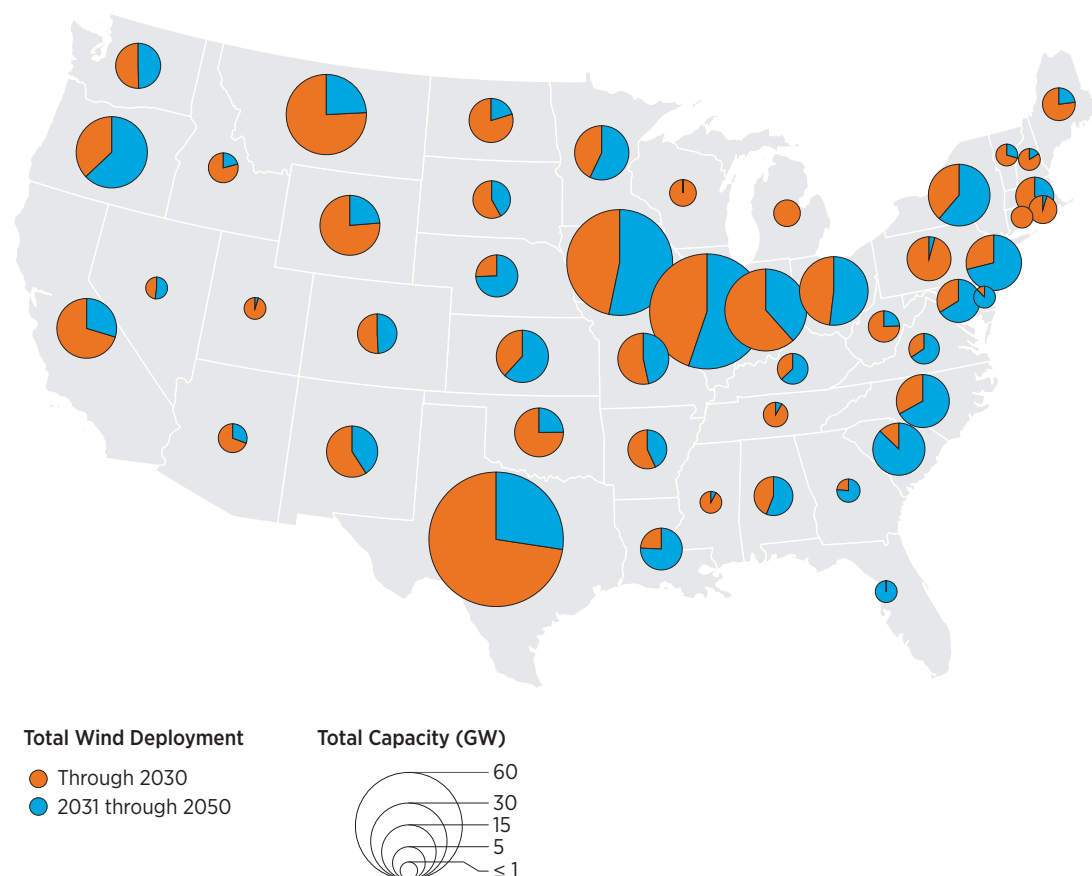 Total Wind Deployment
Through 2030
2031 through 2050
Total Capacity (GW)
60
30
15
5
≤ 1